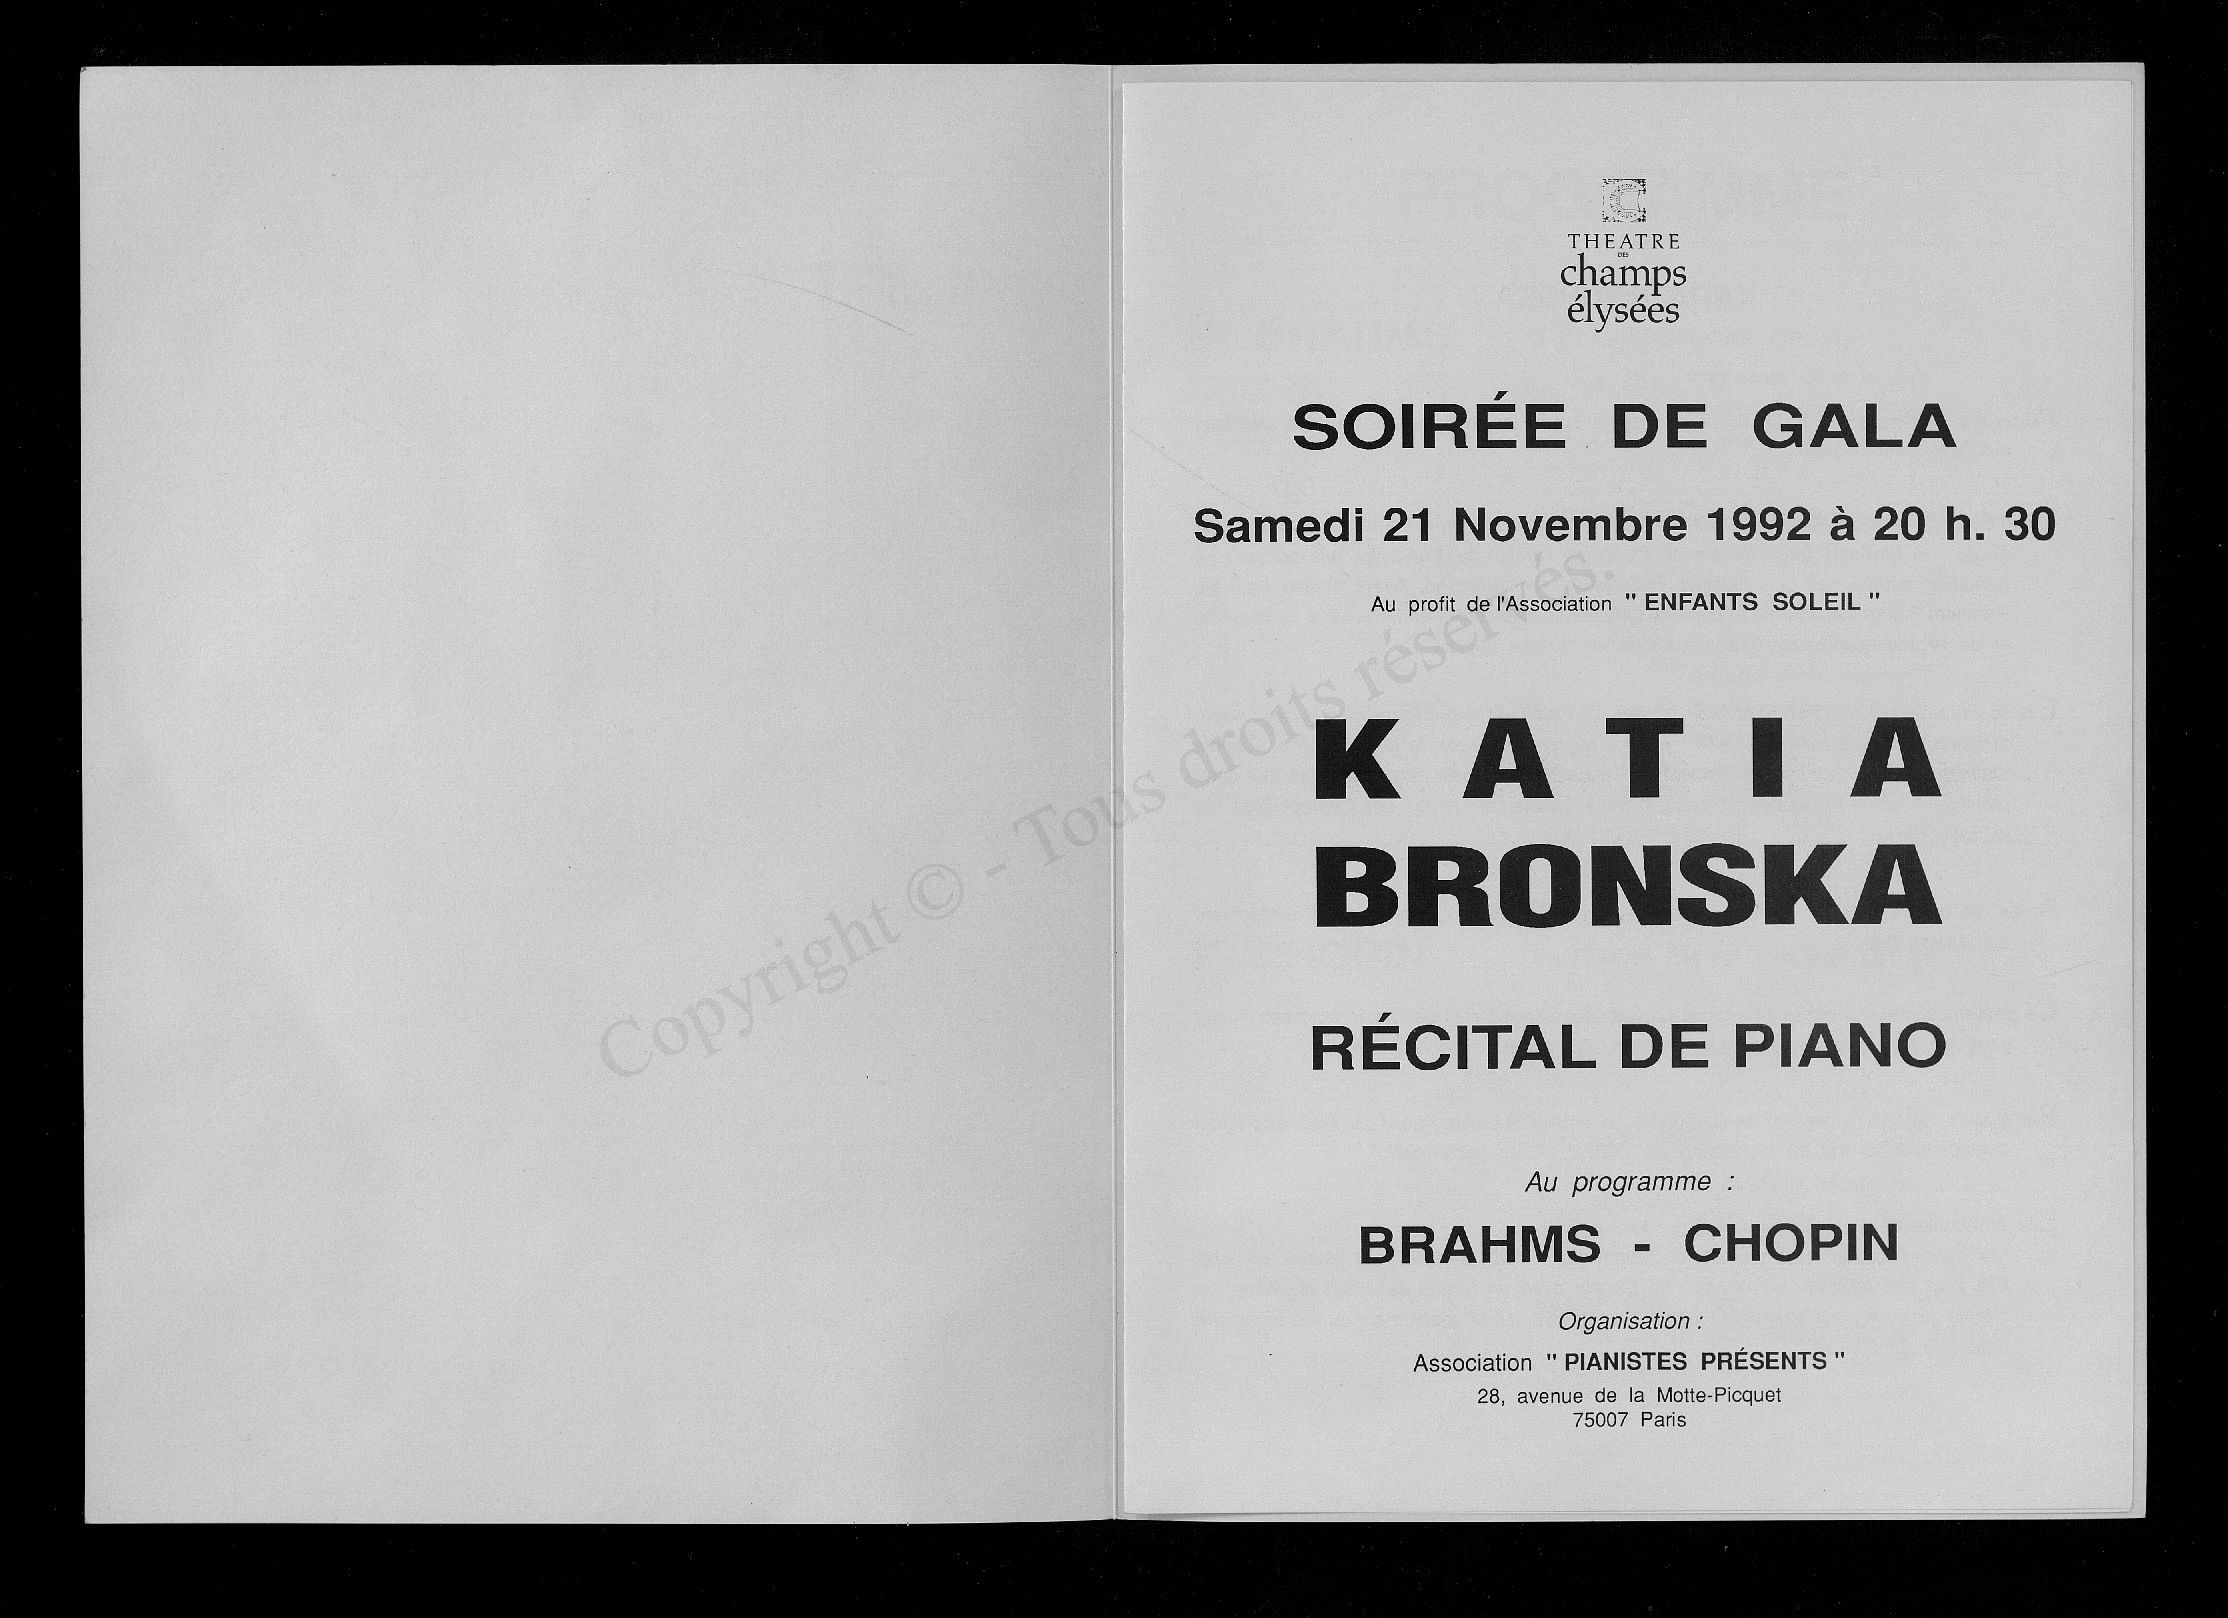 THEATRE
DES
champs
élysées
SOIRÉE DE GALA
Samedi 21 Novembre 1992 à 20 h. 30
Au profit de l'Association " ENFANTS SOLEIL "
KATIA
BRONSKA
RÉCITAL DE PIANO
Au programme :
BRAHMS - CHOPIN
Organisation :
Association " PIANISTES PRÉSENTS "
28, avenue de la Motte-Picquet
75007 Paris
Copyright © - Tous droits réservés.